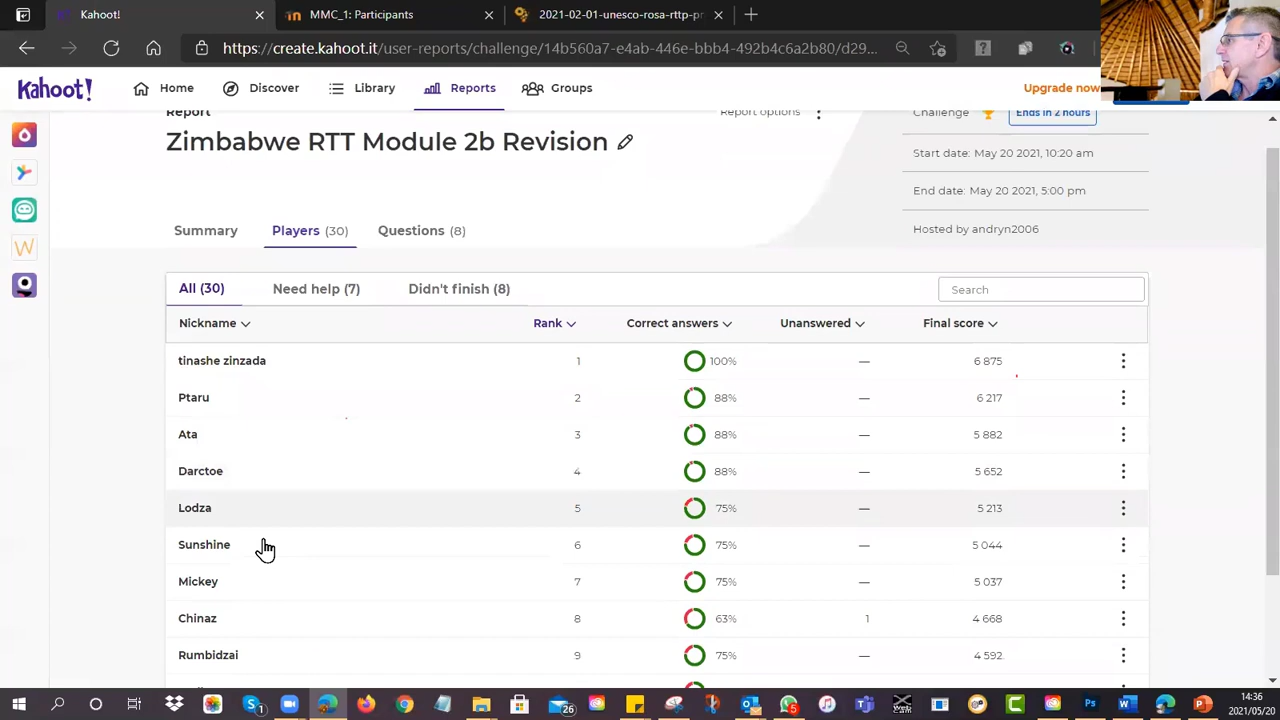 Kahoot!
MMC_1: Participants
2021-02-01-unesco-rosa-rttp-pr
https://create.kahoot.it/user-reports/challenge/14b560a7-e4ab-446e-bbb4-492b4c6a2b80/d29...
Kahoot! Home Discover Library Reports Groups Upgrade now
Report Report options Challenge Ends in 2 hours
Zimbabwe RTT Module 2b Revision
Start date: May 20 2021, 10:20 am
End date: May 20 2021, 5:00 pm
Hosted by andryn2006
Summary Players (30) Questions (8)
All (30) Need help (7) Didn't finish (8) Search
Nickname Rank Correct answers Unanswered Final score
tinashe zinzada 1 100% — 6 875
Ptaru 2 88% — 6 217
Ata 3 88% — 5 882
Darctoe 4 88% — 5 652
Lodza 5 75% — 5 213
Sunshine 6 75% — 5 044
Mickey 7 75% — 5 037
Chinaz 8 63% 1 4 668
Rumbidzai 9 75% — 4 592
1 26 5
14:36
2021/05/20